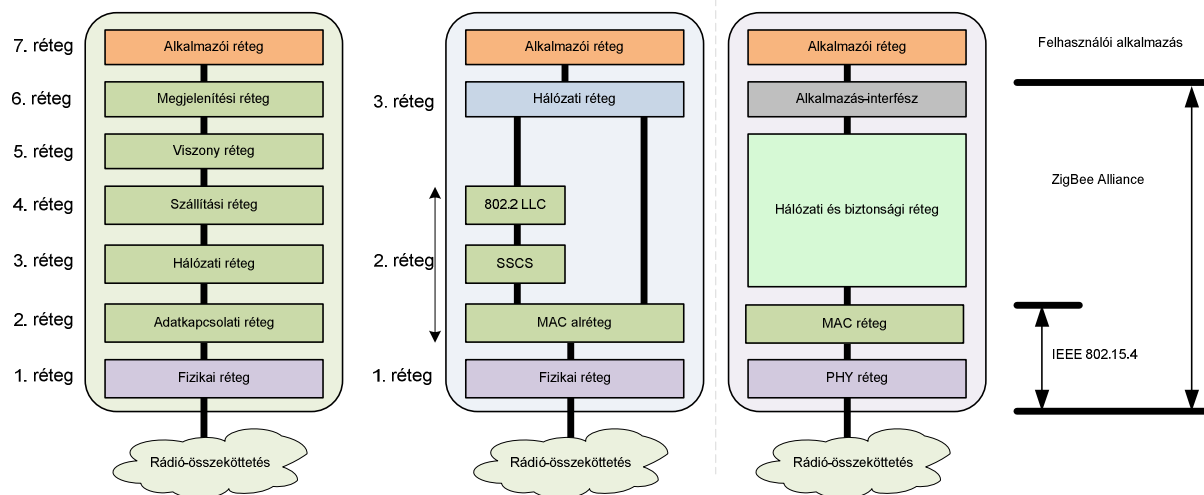 7. réteg
Alkalmazói réteg
6. réteg
Megjelenítési réteg
5. réteg
Viszony réteg
4. réteg
Szállítási réteg
3. réteg
Hálózati réteg
2. réteg
Adatkapcsolati réteg
1. réteg
Fizikai réteg
Rádió-összeköttetés
Alkalmazói réteg
3. réteg
Hálózati réteg
802.2 LLC
2. réteg
SSCS
MAC alréteg
1. réteg
Fizikai réteg
Rádió-összeköttetés
Alkalmazói réteg
Alkalmazás-interfész
Hálózati és biztonsági réteg
MAC réteg
PHY réteg
Rádió-összeköttetés
Felhasználói alkalmazás
ZigBee Alliance
IEEE 802.15.4